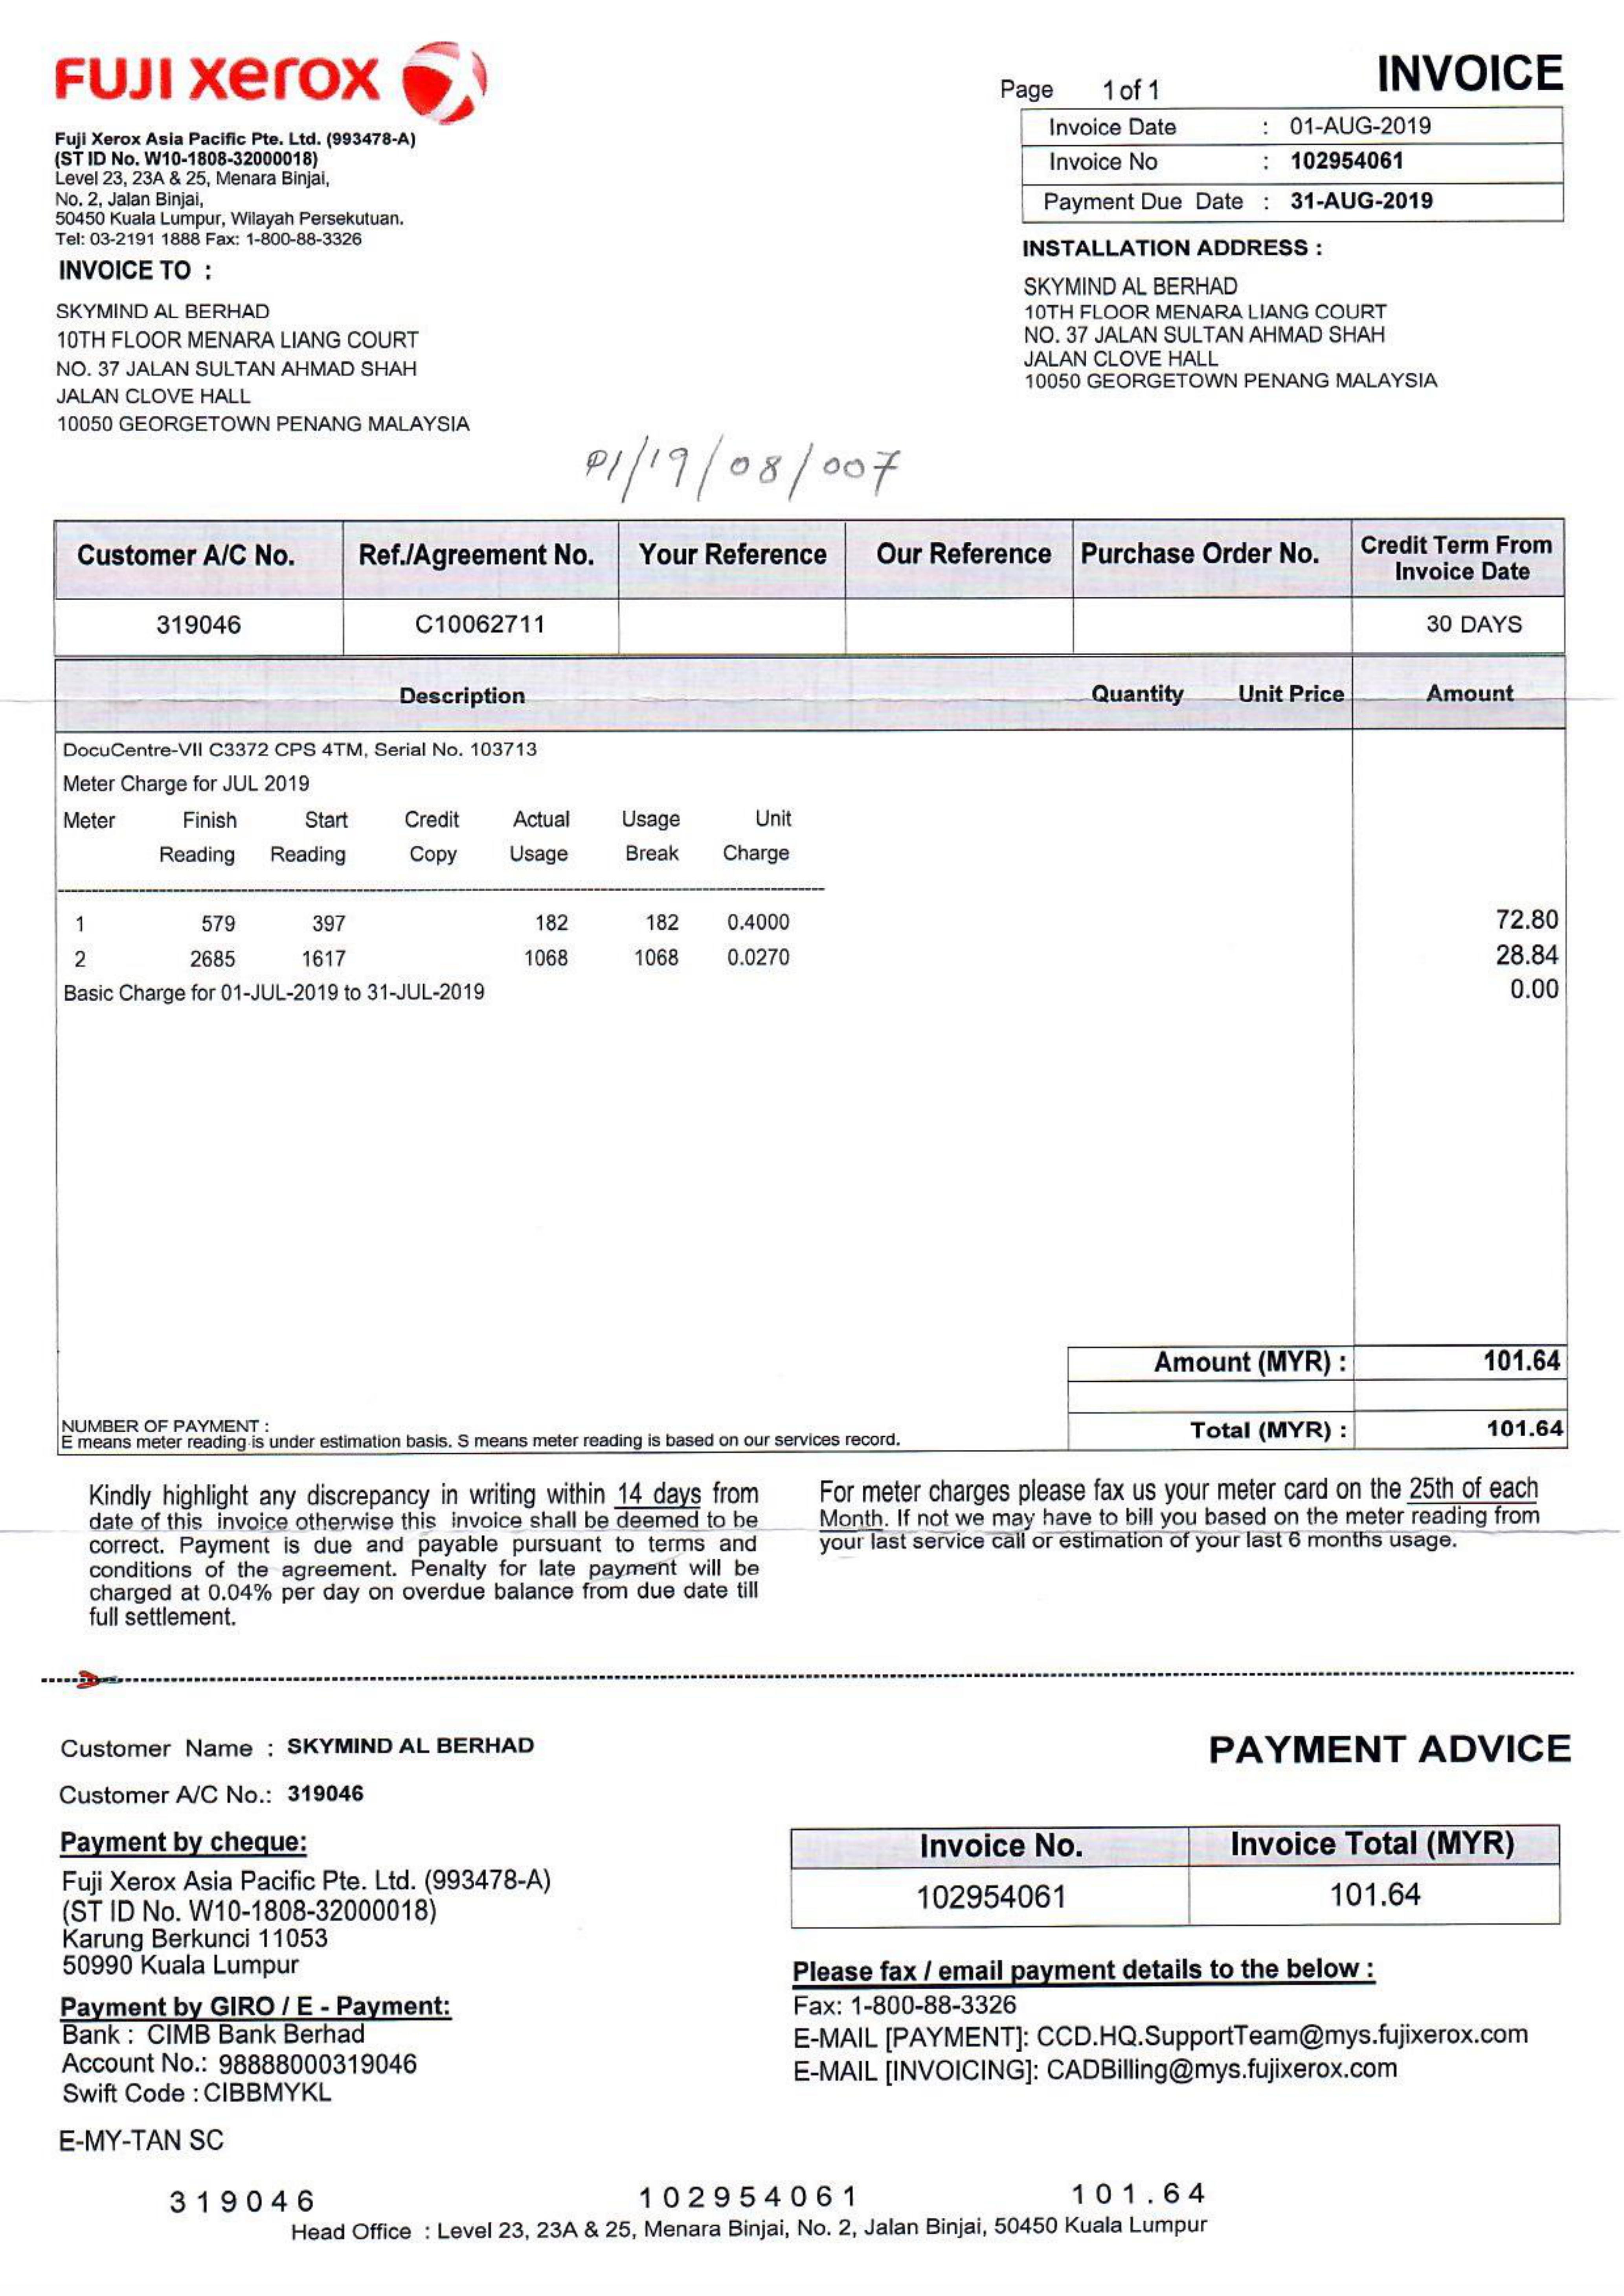 FUJI xerox
INVOICE
Page 1 of 1
Invoice Date : 01-AUG-2019
Invoice No : 102954061
Payment Due Date : 31-AUG-2019
Fuji Xerox Asia Pacific Pte. Ltd. (993478-A)
(ST ID No. W10-1808-32000018)
Level 23, 23A & 25, Menara Binjai,
No. 2, Jalan Binjai,
50450 Kuala Lumpur, Wilayah Persekutuan.
Tel: 03-2191 1888 Fax: 1-800-88-3326
INVOICE TO :
SKYMIND AL BERHAD
10TH FLOOR MENARA LIANG COURT
NO. 37 JALAN SULTAN AHMAD SHAH
JALAN CLOVE HALL
10050 GEORGETOWN PENANG MALAYSIA
INSTALLATION ADDRESS :
SKYMIND AL BERHAD
10TH FLOOR MENARA LIANG COURT
NO. 37 JALAN SULTAN AHMAD SHAH
JALAN CLOVE HALL
10050 GEORGETOWN PENANG MALAYSIA
PI/19/08/007
Customer A/C No. Ref./Agreement No. Your Reference Our Reference Purchase Order No. Credit Term From Invoice Date
319046 C10062711 30 DAYS
Description Quantity Unit Price Amount
DocuCentre-VII C3372 CPS 4TM, Serial No. 103713
Meter Charge for JUL 2019
Meter Finish Start Credit Actual Usage Unit
Reading Reading Copy Usage Break Charge
1 579 397 182 182 0.4000 72.80
2 2685 1617 1068 1068 0.0270 28.84
Basic Charge for 01-JUL-2019 to 31-JUL-2019 0.00
Amount (MYR) : 101.64
NUMBER OF PAYMENT :
E means meter reading is under estimation basis. S means meter reading is based on our services record.
Total (MYR) : 101.64
Kindly highlight any discrepancy in writing within 14 days from
date of this invoice otherwise this invoice shall be deemed to be
correct. Payment is due and payable pursuant to terms and
conditions of the agreement. Penalty for late payment will be
charged at 0.04% per day on overdue balance from due date till
full settlement.
For meter charges please fax us your meter card on the 25th of each
Month. If not we may have to bill you based on the meter reading from
your last service call or estimation of your last 6 months usage.
Customer Name : SKYMIND AL BERHAD
PAYMENT ADVICE
Customer A/C No.: 319046
Payment by cheque:
Fuji Xerox Asia Pacific Pte. Ltd. (993478-A)
(ST ID No. W10-1808-32000018)
Karung Berkunci 11053
50990 Kuala Lumpur
Payment by GIRO / E - Payment:
Bank : CIMB Bank Berhad
Account No.: 98888000319046
Swift Code : CIBBMYKL
E-MY-TAN SC
Invoice No. Invoice Total (MYR)
102954061 101.64
Please fax / email payment details to the below :
Fax: 1-800-88-3326
E-MAIL [PAYMENT]: CCD.HQ.SupportTeam@mys.fujixerox.com
E-MAIL [INVOICING]: CADBilling@mys.fujixerox.com
319046 102954061 101.64
Head Office : Level 23, 23A & 25, Menara Binjai, No. 2, Jalan Binjai, 50450 Kuala Lumpur